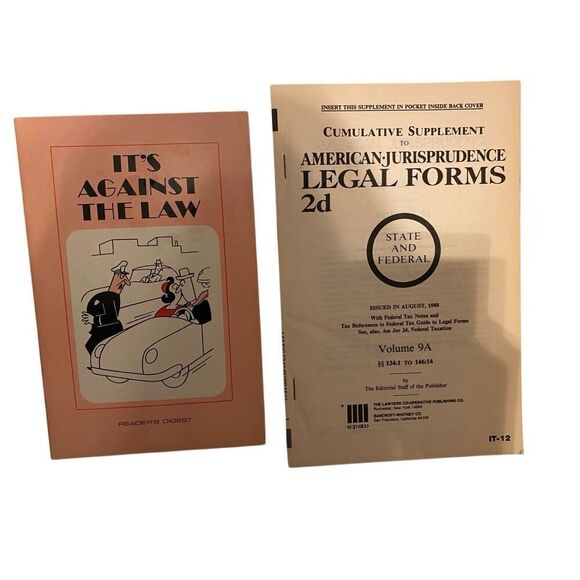 IT'S
AGAINST
THE LAW
READER'S DIGEST
INSERT THIS SUPPLEMENT IN POCKET INSIDE BACK COVER
CUMULATIVE SUPPLEMENT
TO
AMERICAN·JURISPRUDENCE
LEGAL FORMS
2d
STATE
AND
FEDERAL
ISSUED IN AUGUST, 1988
With Federal Tax Notes and
Tax References to Federal Tax Guide to Legal Forms
See, also, Am Jur 2d, Federal Taxation
Volume 9A
§§ 134:1 TO 146:14
by
The Editorial Staff of the Publisher
THE LAWYERS CO-OPERATIVE PUBLISHING CO.
Rochester, New York 14694
BANCROFT-WHITNEY CO.
San Francisco, California 94107
IT-12